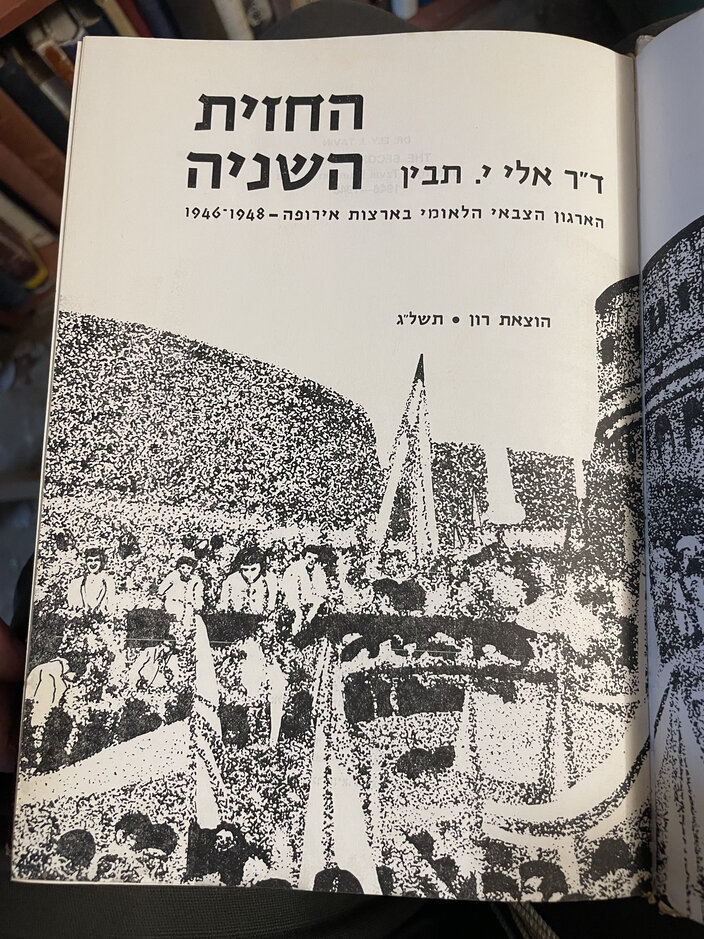 החזית
ד״ר אלי י. תבין השניה
הארגון הצבאי הלאומי בארצות אירופה – 1946-1948
הוצאת רון • תשל״ג